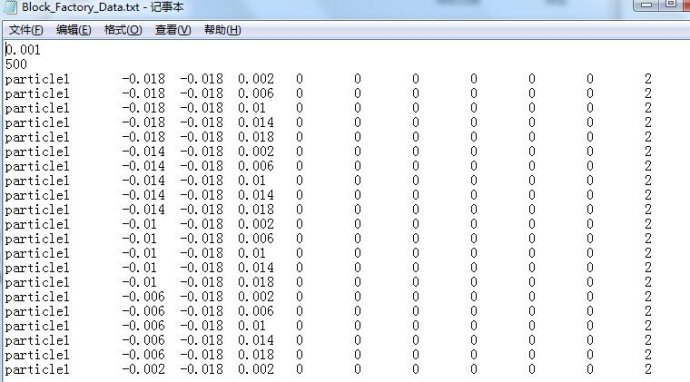 Block_Factory_Data.txt - 记事本
文件(F) 编辑(E) 格式(O) 查看(V) 帮助(H)
0.001
500
particle1 -0.018 -0.018 0.002 0 0 0 0 0 0 2
particle1 -0.018 -0.018 0.006 0 0 0 0 0 0 2
particle1 -0.018 -0.018 0.01 0 0 0 0 0 0 2
particle1 -0.018 -0.018 0.014 0 0 0 0 0 0 2
particle1 -0.018 -0.018 0.018 0 0 0 0 0 0 2
particle1 -0.014 -0.018 0.002 0 0 0 0 0 0 2
particle1 -0.014 -0.018 0.006 0 0 0 0 0 0 2
particle1 -0.014 -0.018 0.01 0 0 0 0 0 0 2
particle1 -0.014 -0.018 0.014 0 0 0 0 0 0 2
particle1 -0.014 -0.018 0.018 0 0 0 0 0 0 2
particle1 -0.01 -0.018 0.002 0 0 0 0 0 0 2
particle1 -0.01 -0.018 0.006 0 0 0 0 0 0 2
particle1 -0.01 -0.018 0.01 0 0 0 0 0 0 2
particle1 -0.01 -0.018 0.014 0 0 0 0 0 0 2
particle1 -0.01 -0.018 0.018 0 0 0 0 0 0 2
particle1 -0.006 -0.018 0.002 0 0 0 0 0 0 2
particle1 -0.006 -0.018 0.006 0 0 0 0 0 0 2
particle1 -0.006 -0.018 0.01 0 0 0 0 0 0 2
particle1 -0.006 -0.018 0.014 0 0 0 0 0 0 2
particle1 -0.006 -0.018 0.018 0 0 0 0 0 0 2
particle1 -0.002 -0.018 0.002 0 0 0 0 0 0 2